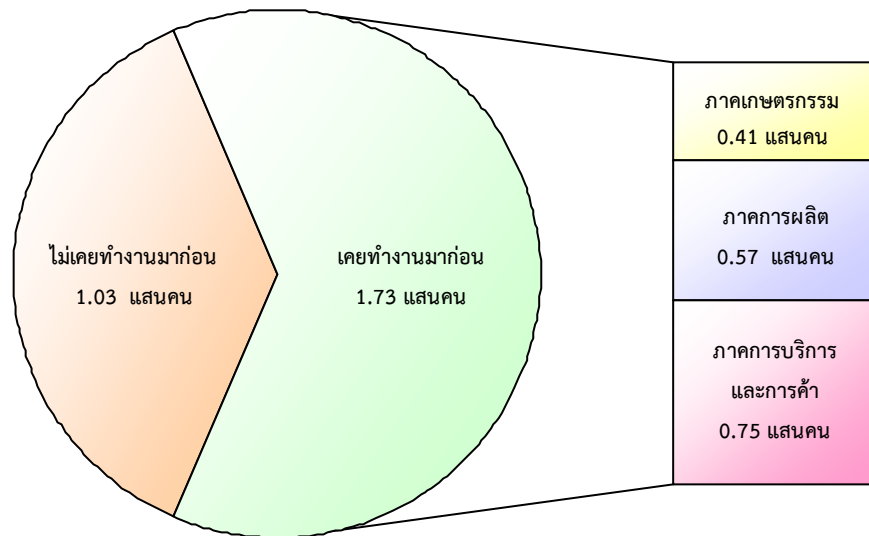 ไม่เคยทำงานมาก่อน
1.03 แสนคน
เคยทำงานมาก่อน
1.73 แสนคน
ภาคเกษตรกรรม
0.41 แสนคน
ภาคการผลิต
0.57 แสนคน
ภาคการบริการ
และการค้า
0.75 แสนคน